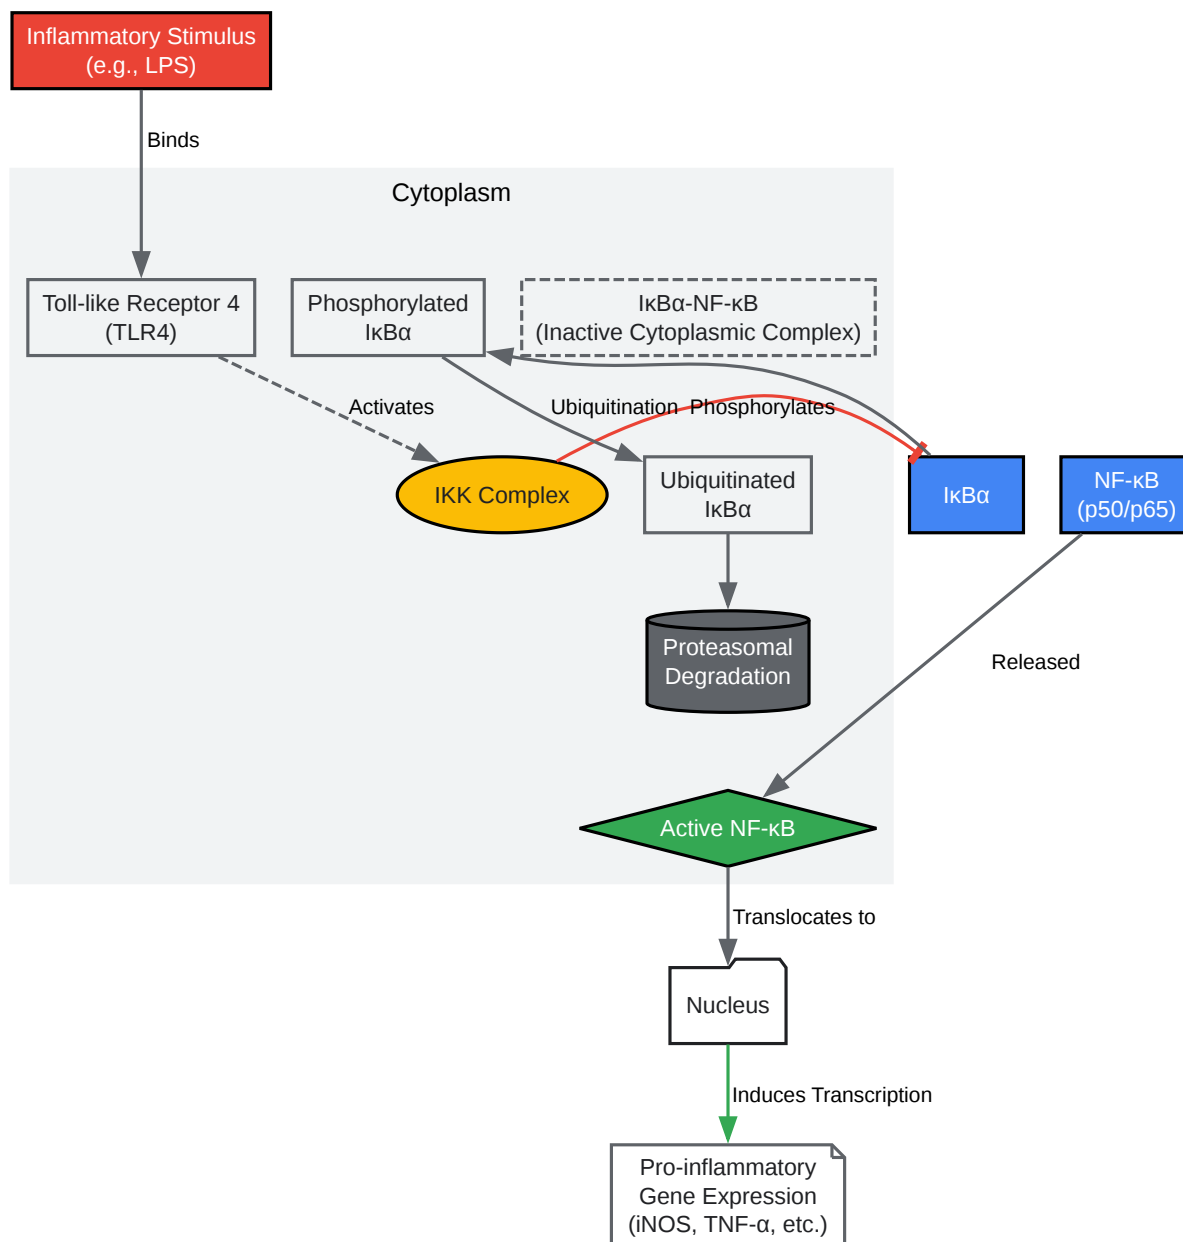 Inflammatory Stimulus
(e.g., LPS)
Binds
Cytoplasm
Toll-like Receptor 4
(TLR4)
Phosphorylated
IκBα
IκBα-NF-κB
(Inactive Cytoplasmic Complex)
Activates
Ubiquitination
Phosphorylates
IKK Complex
Ubiquitinated
IκBα
IκBα
NF-κB
(p50/p65)
Proteasomal
Degradation
Released
Active NF-κB
Translocates to
Nucleus
Induces Transcription
Pro-inflammatory
Gene Expression
(iNOS, TNF-α, etc.)